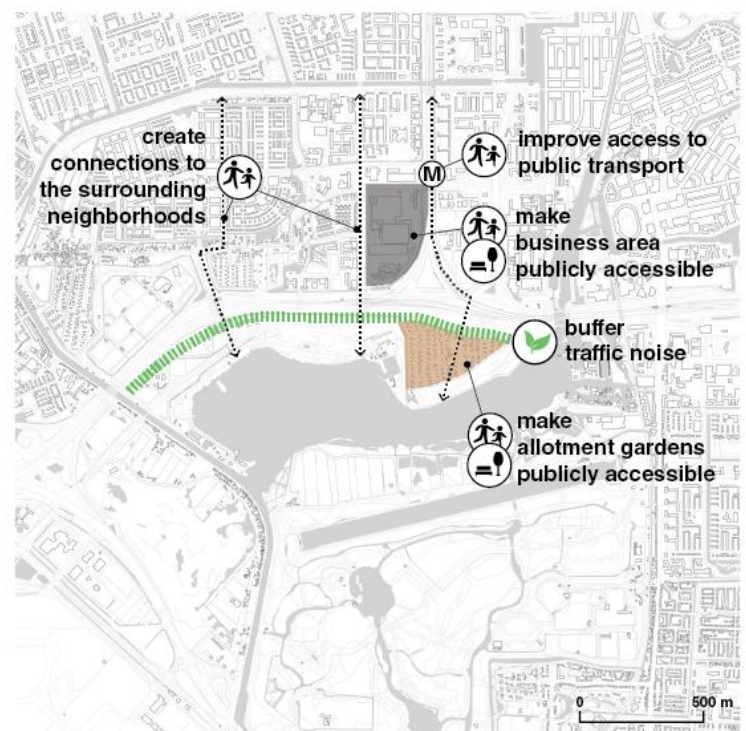 create
connections to
the surrounding
neighborhoods
improve access to
public transport
M
make
business area
publicly accessible
buffer
traffic noise
make
allotment gardens
publicly accessible
0 500 m